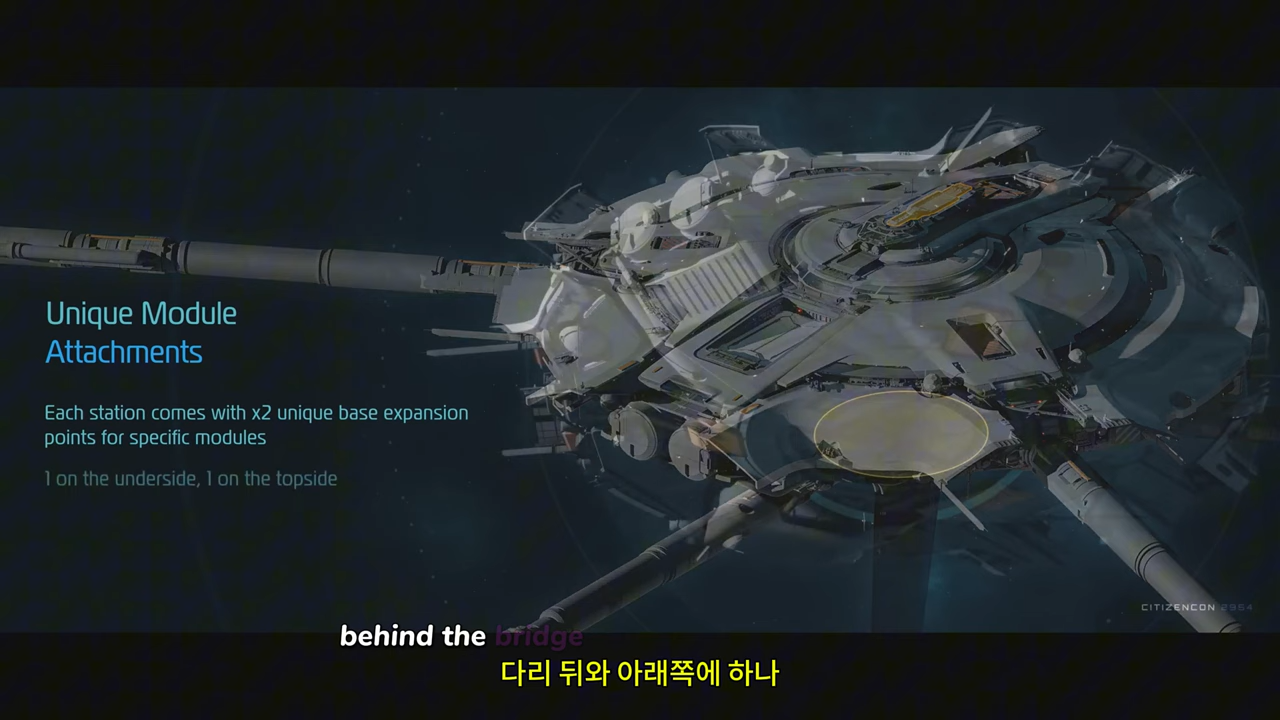 Unique Module
Attachments
Each station comes with x2 unique base expansion
points for specific modules
1 on the underside, 1 on the topside
CITIZENCON 2954
behind the bridge
다리 뒤와 아래쪽에 하나